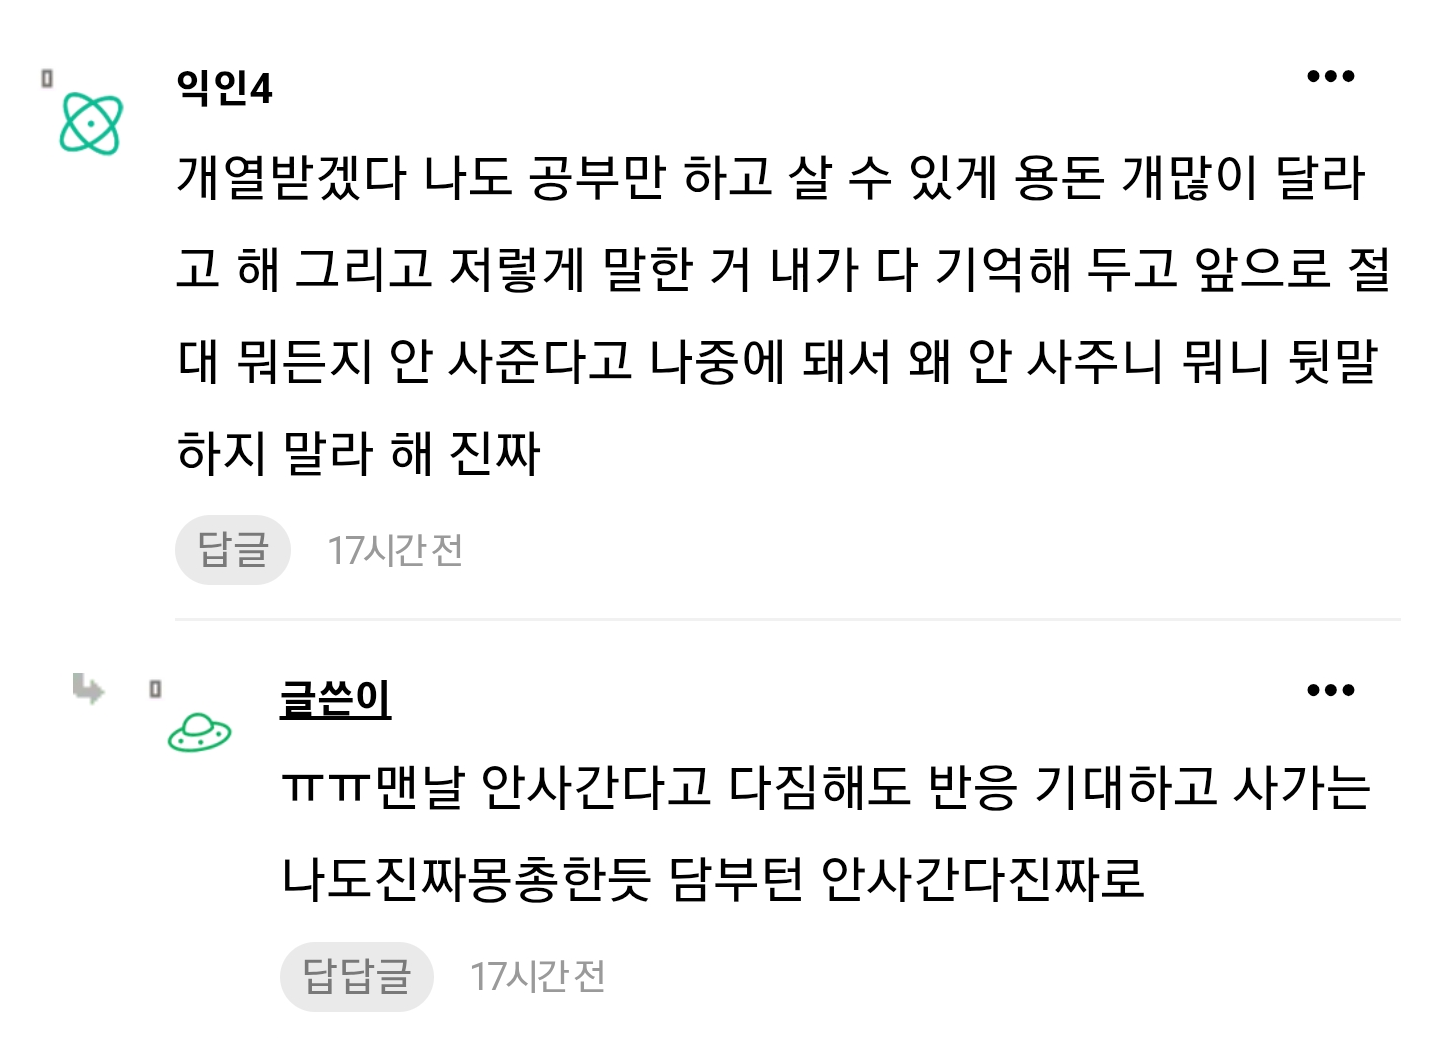 익인4
개열받겠다 나도 공부만 하고 살 수 있게 용돈 개많이 달라
고 해 그리고 저렇게 말한 거 내가 다 기억해 두고 앞으로 절
대 뭐든지 안 사준다고 나중에 돼서 왜 안 사주니 뭐니 뒷말
하지 말라 해 진짜
답글 17시간 전
글쓴이
ㅠㅠ맨날 안사간다고 다짐해도 반응 기대하고 사가는
나도진짜몽총한듯 담부턴 안사간다진짜로
답답글 17시간 전